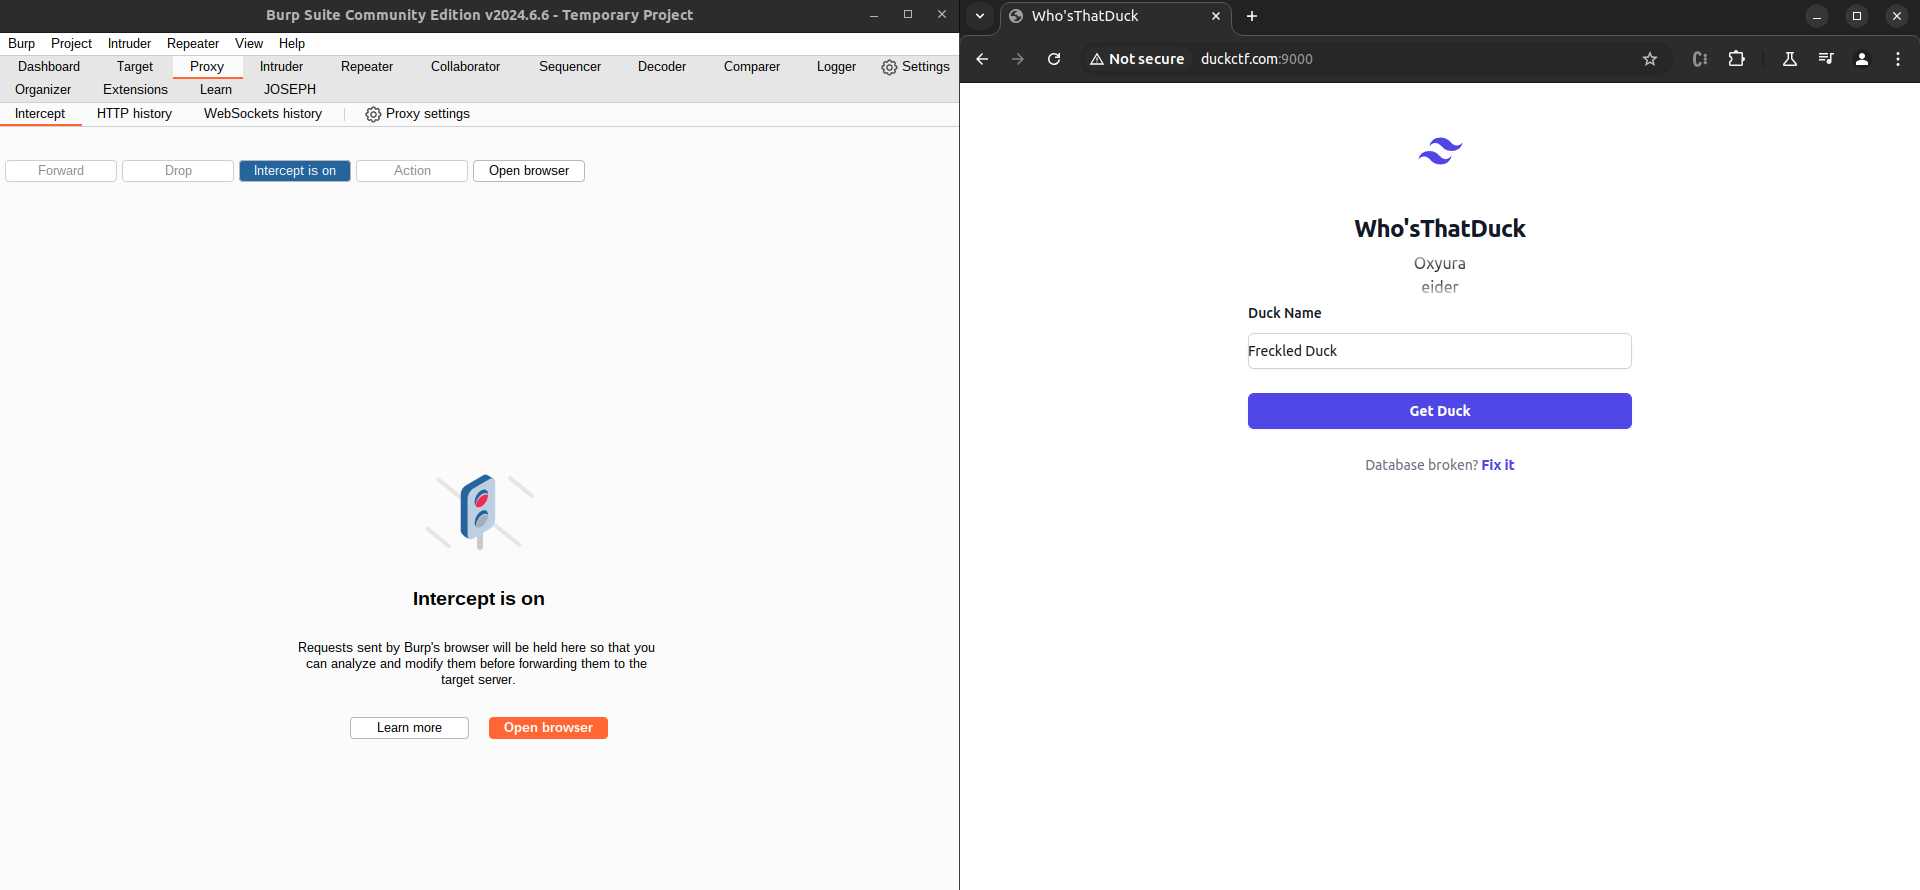 Burp Suite Community Edition v2024.6.6 - Temporary Project
Burp Project Intruder Repeater View Help
Dashboard Target Proxy Intruder Repeater Collaborator Sequencer Decoder Comparer Logger Settings
Organizer Extensions Learn JOSEPH
Intercept HTTP history WebSockets history Proxy settings
Forward Drop Intercept is on Action Open browser
Intercept is on
Requests sent by Burp's browser will be held here so that you
can analyze and modify them before forwarding them to the
target server.
Learn more Open browser
Who'sThatDuck
Not secure duckctf.com:9000
Who'sThatDuck
Oxyura
eider
Duck Name
Freckled Duck
Get Duck
Database broken? Fix it